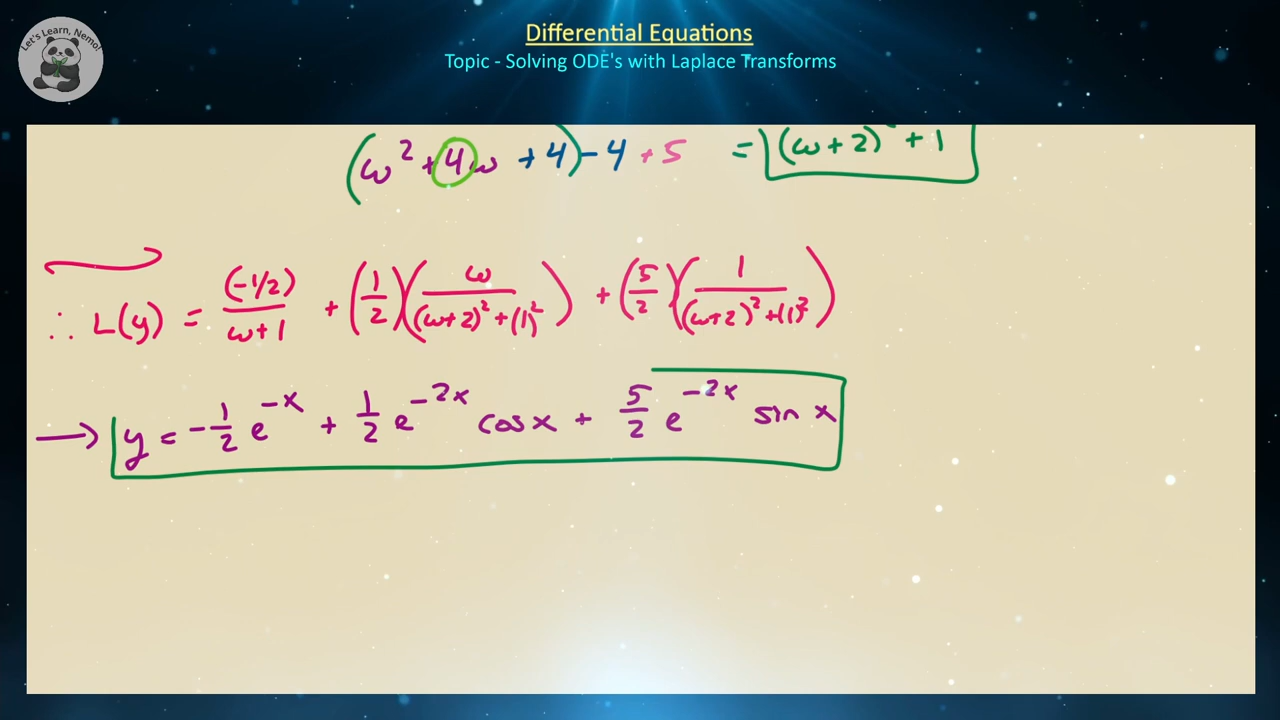 Let's Learn, Nemo!
Differential Equations
Topic - Solving ODE's with Laplace Transforms
(ω² + 4ω + 4) - 4 + 5 = (ω+2)² + 1
∴ L(y) = (-1/2)/(ω+1) + (1/2)(ω/((ω+2)² + (1)²)) + (5/2)(1/((ω+2)² + (1)²))
→ y = -1/2 e^(-x) + 1/2 e^(-2x) cos x + 5/2 e^(-2x) sin x